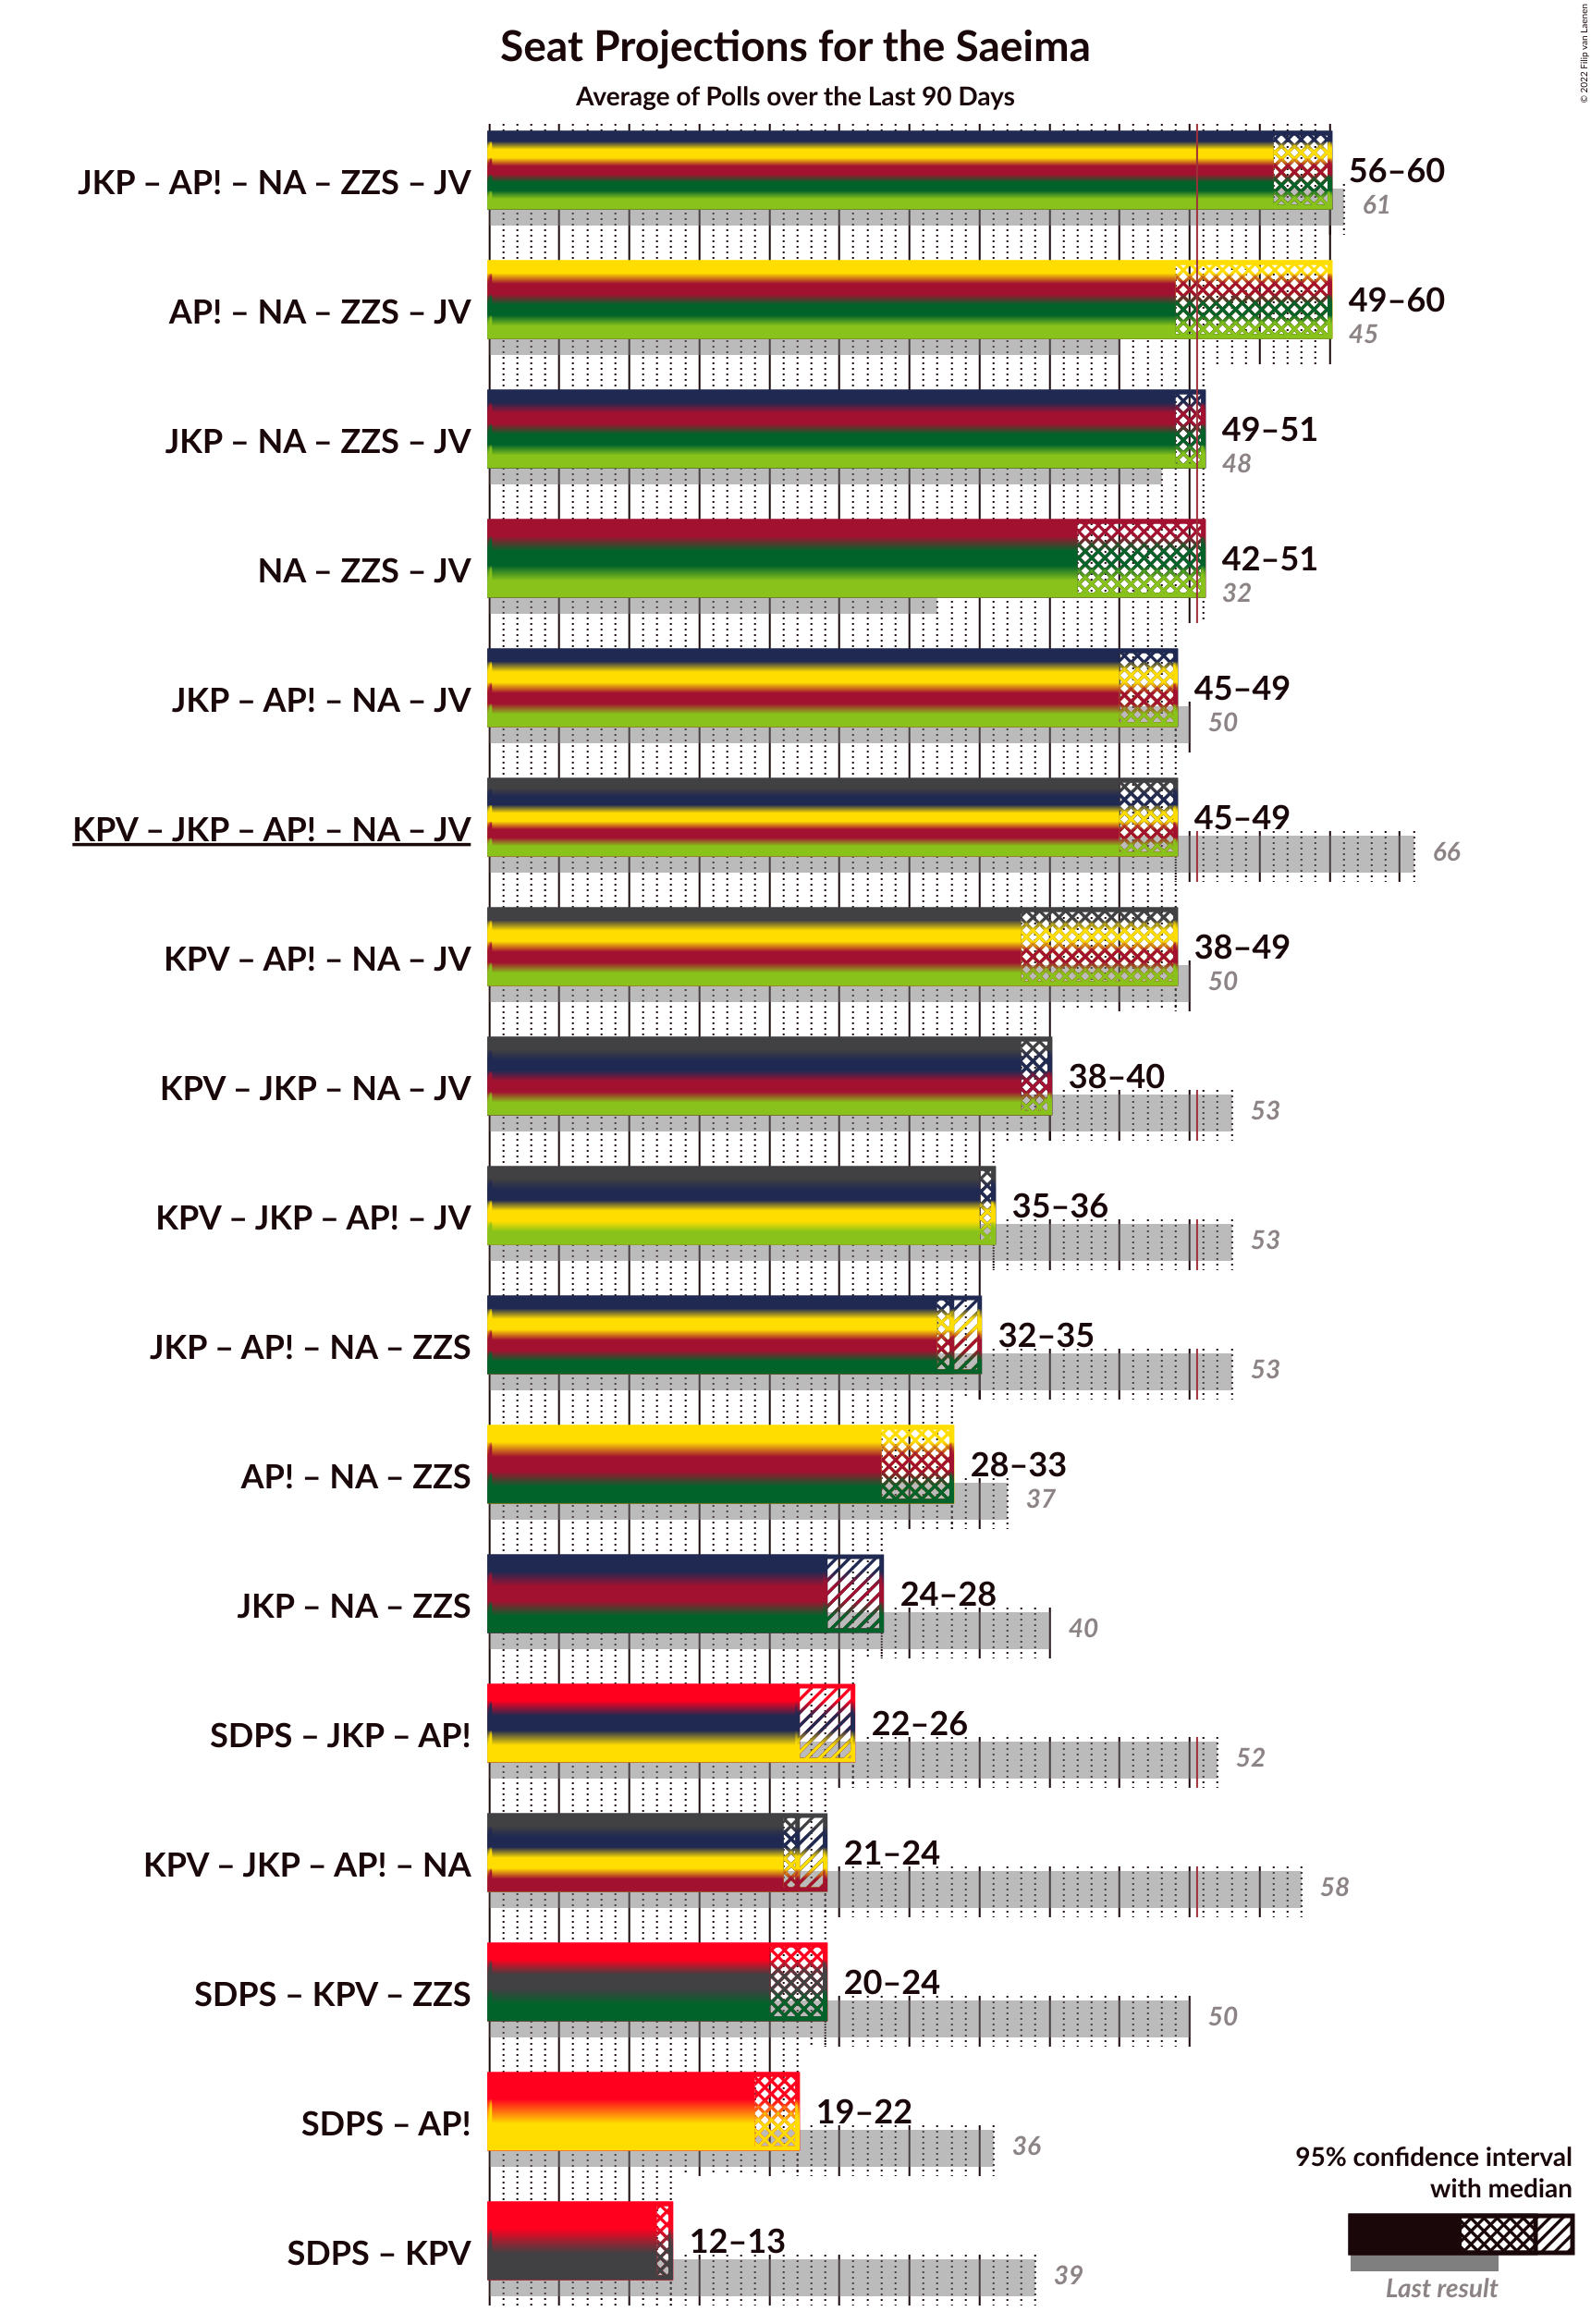 © 2022 Filip van Laenen
Seat Projections for the Saeima
Average of Polls over the Last 90 Days
JKP – AP! – NA – ZZS – JV
56–60
61
AP! – NA – ZZS – JV
49–60
45
JKP – NA – ZZS – JV
49–51
48
NA – ZZS – JV
42–51
32
JKP – AP! – NA – JV
45–49
50
KPV – JKP – AP! – NA – JV
45–49
66
KPV – AP! – NA – JV
38–49
50
KPV – JKP – NA – JV
38–40
53
KPV – JKP – AP! – JV
35–36
53
JKP – AP! – NA – ZZS
32–35
53
AP! – NA – ZZS
28–33
37
JKP – NA – ZZS
24–28
40
SDPS – JKP – AP!
22–26
52
KPV – JKP – AP! – NA
21–24
58
SDPS – KPV – ZZS
20–24
50
SDPS – AP!
19–22
36
SDPS – KPV
12–13
39
95% confidence interval
with median
Last result